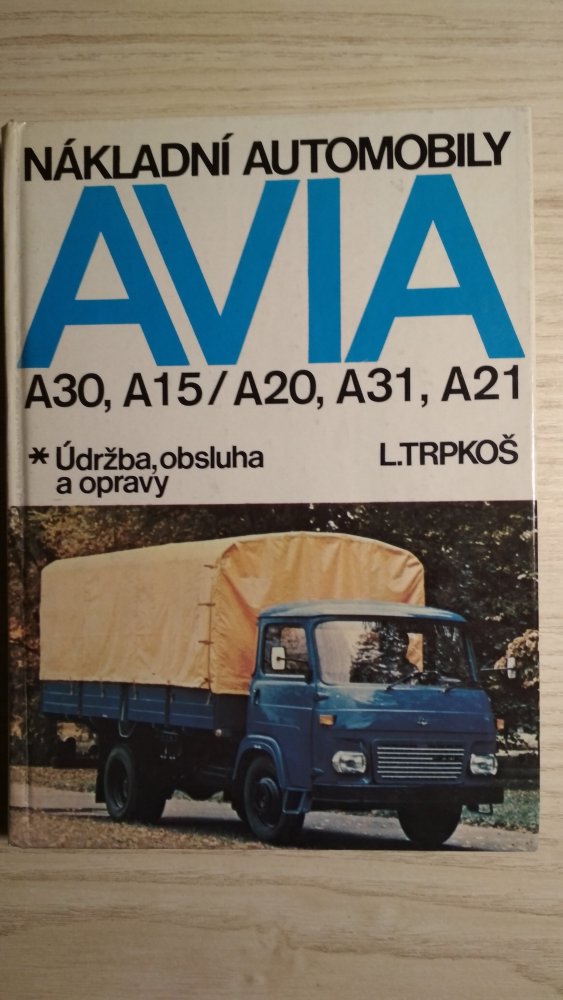 NÁKLADNÍ AUTOMOBILY
AVIA
A30, A15/A20, A31, A21
* Údržba, obsluha
a opravy
L.TRPKOŠ